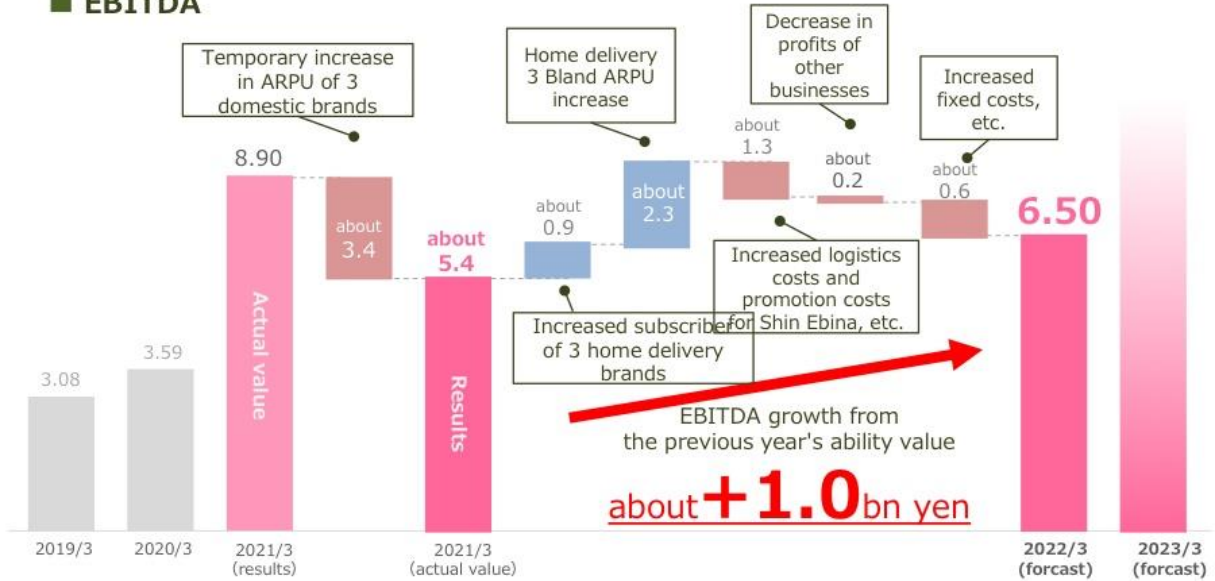 ■ EBITDA
Temporary increase
in ARPU of 3
domestic brands
Home delivery
3 Bland ARPU
increase
Decrease in
profits of
other
businesses
Increased
fixed costs,
etc.
3.08
3.59
8.90
Actual value
about
3.4
about
5.4
Results
about
0.9
about
2.3
about
1.3
about
0.2
about
0.6
6.50
Increased subscriber
of 3 home delivery
brands
Increased logistics
costs and
promotion costs
for Shin Ebina, etc.
EBITDA growth from
the previous year's ability value
about +1.0 bn yen
2019/3
2020/3
2021/3
(results)
2021/3
(actual value)
2022/3
(forcast)
2023/3
(forcast)